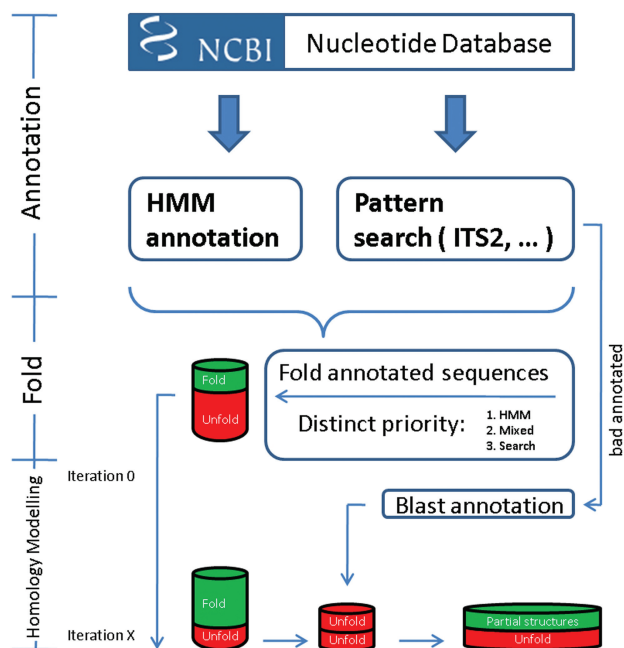 NCBI
Nucleotide Database
Annotation
HMM
annotation
Pattern
search ( ITS2, ... )
bad annotated
Fold
Fold
Unfold
Fold annotated sequences
Distinct priority:
1. HMM
2. Mixed
3. Search
Homology Modelling
Iteration 0
Blast annotation
Iteration X
Fold
Unfold
Unfold
Unfold
Partial structures
Unfold